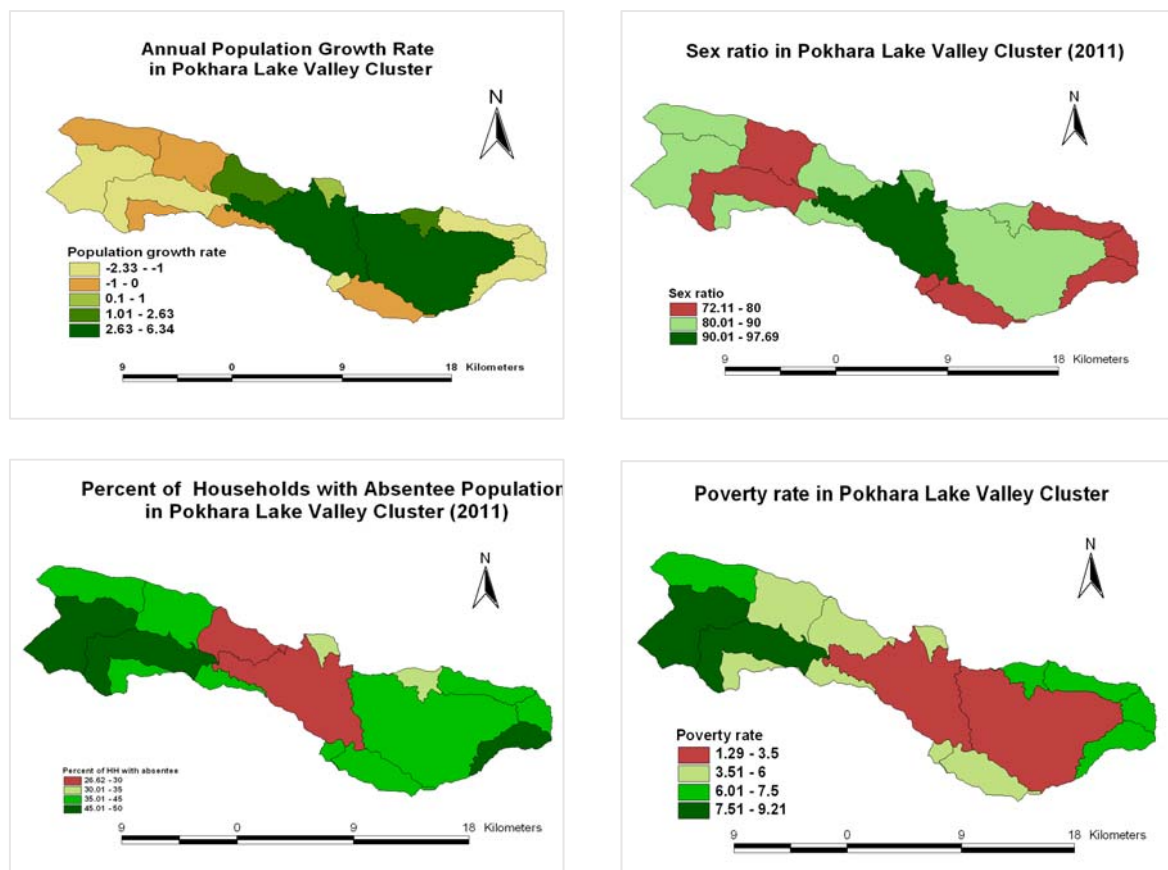 Annual Population Growth Rate
in Pokhara Lake Valley Cluster
N
Population growth rate
-2.33 - -1
-1 - 0
0.1 - 1
1.01 - 2.63
2.63 - 6.34
9 0 9 18 Kilometers
Sex ratio in Pokhara Lake Valley Cluster (2011)
N
Sex ratio
72.11 - 80
80.01 - 90
90.01 - 97.69
9 0 9 18 Kilometers
Percent of Households with Absentee Population
in Pokhara Lake Valley Cluster (2011)
N
Percent of HH with absentee
26.62 - 30
30.01 - 35
35.01 - 45
45.01 - 50
9 0 9 18 Kilometers
Poverty rate in Pokhara Lake Valley Cluster
N
Poverty rate
1.29 - 3.5
3.51 - 6
6.01 - 7.5
7.51 - 9.21
9 0 9 18 Kilometers